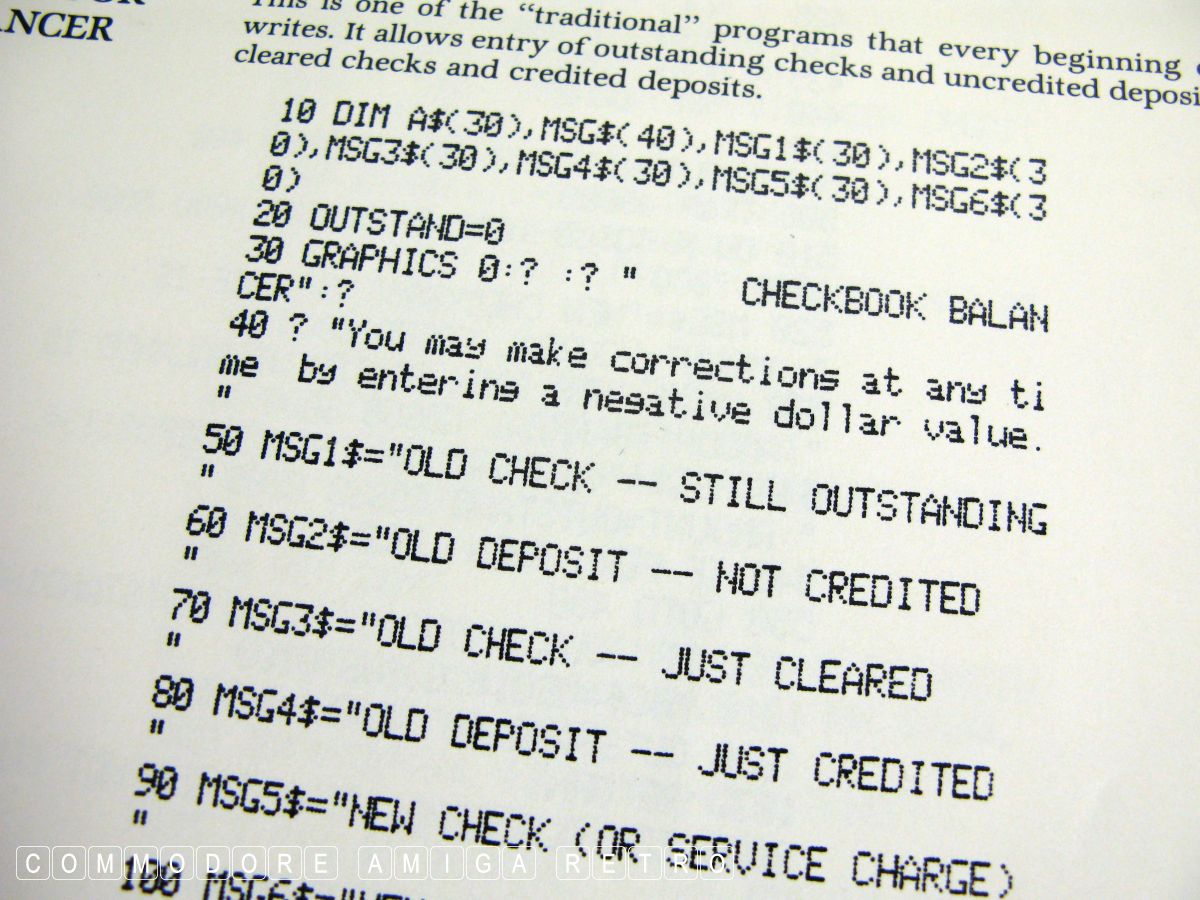 ANCER
This is one of the “traditional” programs that every beginning
writes. It allows entry of outstanding checks and uncredited
cleared checks and credited deposits.
10 DIM A$(30),MSG$(40),MSG1$(30),MSG2$(3
0),MSG3$(30),MSG4$(30),MSG5$(30),MSG6$(3
0)
20 OUTSTAND=0
30 GRAPHICS 0:? :? "     CHECKBOOK BALAN
CER":?
40 ? "You may make corrections at any ti
me  by entering a negative dollar value.
"
50 MSG1$="OLD CHECK -- STILL OUTSTANDING
"
60 MSG2$="OLD DEPOSIT -- NOT CREDITED
"
70 MSG3$="OLD CHECK -- JUST CLEARED
"
80 MSG4$="OLD DEPOSIT -- JUST CREDITED
"
90 MSG5$="NEW CHECK (OR SERVICE CHARGE)
"
100 MSG6$="NEW
COMMODORE AMIGA RETRO